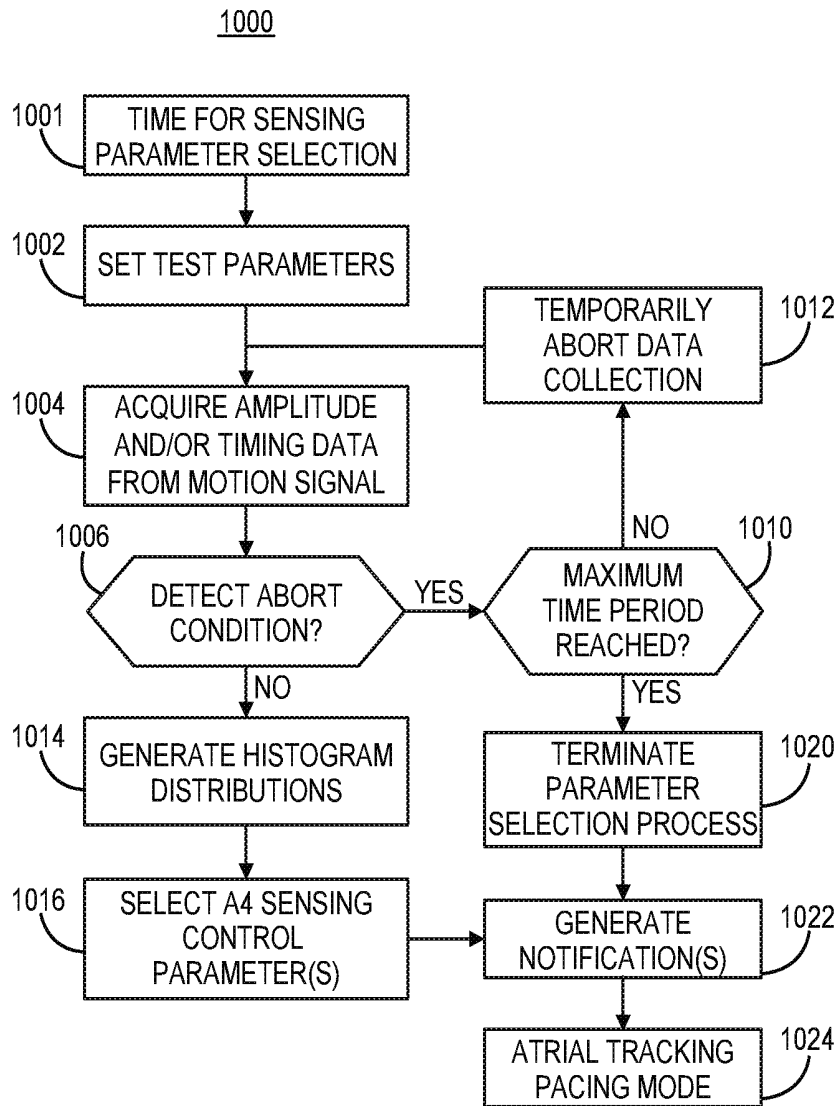 1000
1001
TIME FOR SENSING
PARAMETER SELECTION
1002
SET TEST PARAMETERS
1012
TEMPORARILY
ABORT DATA
COLLECTION
1004
ACQUIRE AMPLITUDE
AND/OR TIMING DATA
FROM MOTION SIGNAL
1006
DETECT ABORT
CONDITION?
YES
NO
1010
MAXIMUM
TIME PERIOD
REACHED?
NO
YES
1014
GENERATE HISTOGRAM
DISTRIBUTIONS
1020
TERMINATE
PARAMETER
SELECTION PROCESS
1016
SELECT A4 SENSING
CONTROL
PARAMETER(S)
1022
GENERATE
NOTIFICATION(S)
1024
ATRIAL TRACKING
PACING MODE